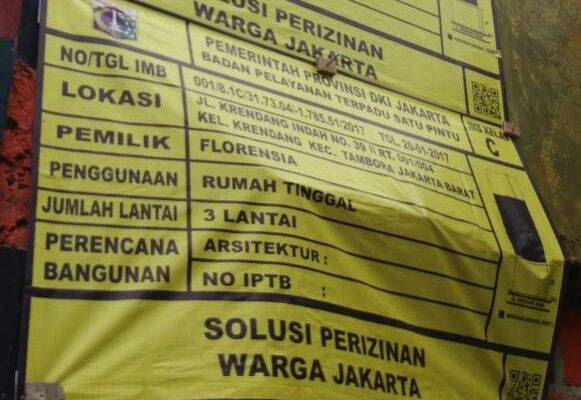 SOLUSI PERIZINAN
WARGA JAKARTA
PEMERINTAH PROVINSI DKI JAKARTA
BADAN PELAYANAN TERPADU SATU PINTU
NO/TGL IMB
001/8.1C/31.73.04/-1.785.51/2017 TGL. 20-01-2017
LOKASI
JL. KRENDANG INDAH NO. 39 II RT. 001/004
KEL. KRENDANG KEC. TAMBORA JAKARTA BARAT
C
PEMILIK
FLORENSIA
PENGGUNAAN
RUMAH TINGGAL
JUMLAH LANTAI
3 LANTAI
PERENCANA
BANGUNAN
ARSITEKTUR :
NO IPTB :
SOLUSI PERIZINAN
WARGA JAKARTA